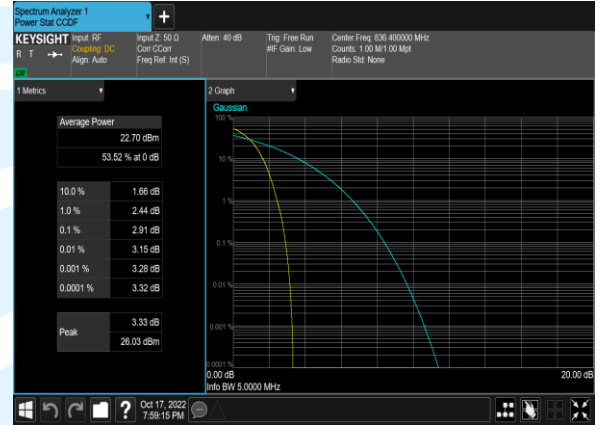 Spectrum Analyzer 1
Power Stat CCDF
KEYSIGHT
R T
LW
Input: RF
Coupling: DC
Align: Auto
Input Z: 50 Ω
Corr CCorr
Freq Ref: Int (S)
Atten: 40 dB
Trig: Free Run
#IF Gain: Low
Center Freq: 836.400000 MHz
Counts: 1.00 M/1.00 Mpt
Radio Std: None
1 Metrics
Average Power
22.70 dBm
53.52 % at 0 dB
10.0 % 1.66 dB
1.0 % 2.44 dB
0.1 % 2.91 dB
0.01 % 3.15 dB
0.001 % 3.28 dB
0.0001 % 3.32 dB
Peak
3.33 dB
26.03 dBm
2 Graph
Gaussian
100 %
10 %
1 %
0.1 %
0.01 %
0.001 %
0.0001 %
0.00 dB 20.00 dB
Info BW 5.0000 MHz
?
Oct 17, 2022
7:59:15 PM